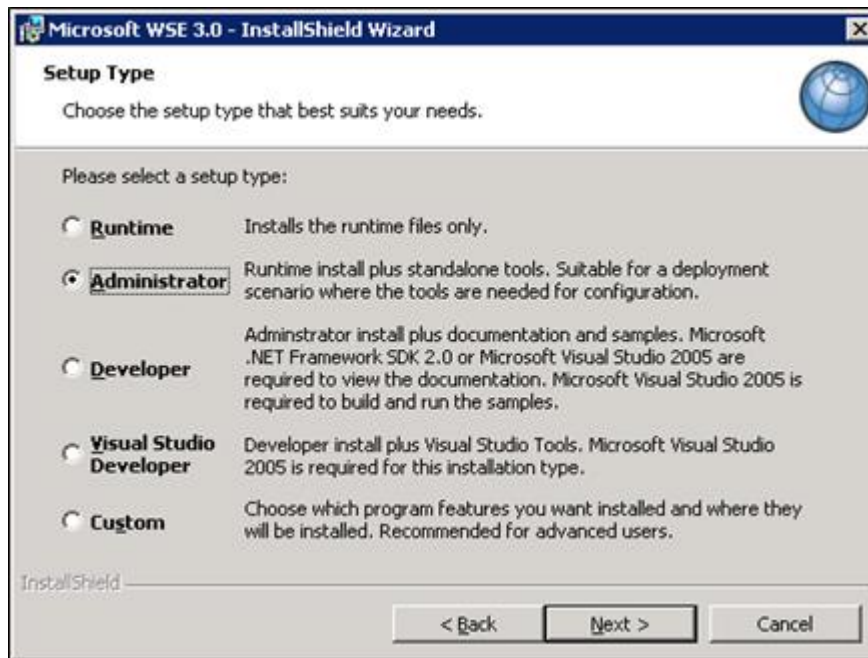 Microsoft WSE 3.0 - InstallShield Wizard
Setup Type
Choose the setup type that best suits your needs.
Please select a setup type:
Runtime
Installs the runtime files only.
Administrator
Runtime install plus standalone tools. Suitable for a deployment
scenario where the tools are needed for configuration.
Developer
Adminstrator install plus documentation and samples. Microsoft
.NET Framework SDK 2.0 or Microsoft Visual Studio 2005 are
required to view the documentation. Microsoft Visual Studio 2005 is
required to build and run the samples.
Visual Studio
Developer
Developer install plus Visual Studio Tools. Microsoft Visual Studio
2005 is required for this installation type.
Custom
Choose which program features you want installed and where they
will be installed. Recommended for advanced users.
InstallShield
< Back
Next >
Cancel